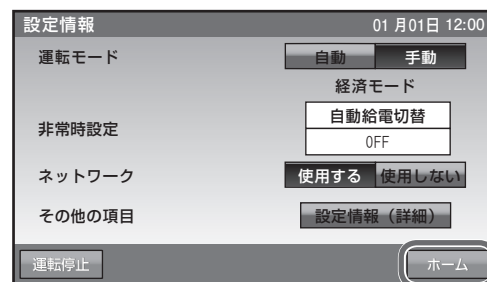 設定情報 01月01日 12:00
運転モード 自動 手動
経済モード
自動給電切替
非常時設定
OFF
ネットワーク 使用する 使用しない
その他の項目 設定情報（詳細）
運転停止 ホーム